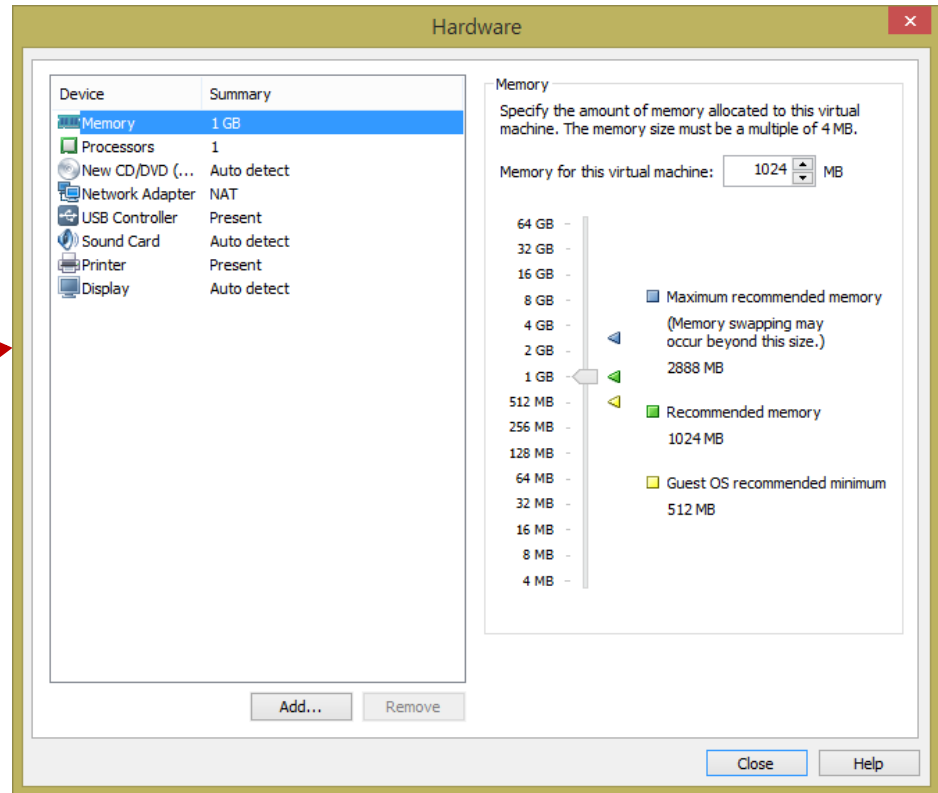 Hardware
Device Summary
Memory 1 GB
Processors 1
New CD/DVD (... Auto detect
Network Adapter NAT
USB Controller Present
Sound Card Auto detect
Printer Present
Display Auto detect
Add... Remove
Memory
Specify the amount of memory allocated to this virtual
machine. The memory size must be a multiple of 4 MB.
Memory for this virtual machine: 1024 MB
64 GB
32 GB
16 GB
8 GB
4 GB
2 GB
1 GB
512 MB
256 MB
128 MB
64 MB
32 MB
16 MB
8 MB
4 MB
Maximum recommended memory
(Memory swapping may
occur beyond this size.)
2888 MB
Recommended memory
1024 MB
Guest OS recommended minimum
512 MB
Close Help